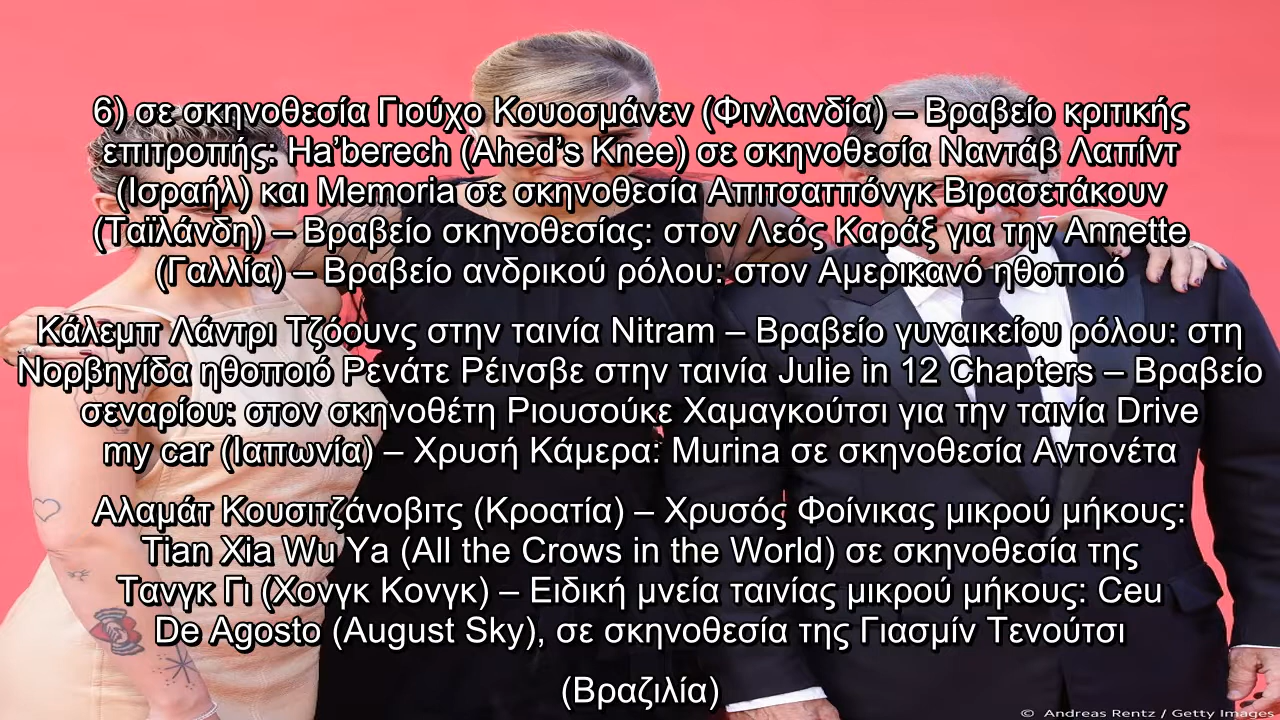 6) σε σκηνοθεσία Γιούχο Κουοσμάνεν (Φινλανδία) – Βραβείο κριτικής
επιτροπής: Ha’berech (Ahed’s Knee) σε σκηνοθεσία Ναντάβ Λαπίντ
(Ισραήλ) και Memoria σε σκηνοθεσία Απιτσατπόνγκ Βιρασετάκουν
(Ταϊλάνδη) – Βραβείο σκηνοθεσίας: στον Λεός Καράξ για την Annette
(Γαλλία) – Βραβείο ανδρικού ρόλου: στον Αμερικανό ηθοποιό
Κάλεμπ Λάντρι Τζόουνς στην ταινία Nitram – Βραβείο γυναικείου ρόλου: στη
Νορβηγίδα ηθοποιό Ρενάτε Ρέινσβε στην ταινία Julie in 12 Chapters – Βραβείο
σεναρίου: στον σκηνοθέτη Ριουσούκε Χαμαγκούτσι για την ταινία Drive
my car (Ιαπωνία) – Χρυσή Κάμερα: Murina σε σκηνοθεσία Αντονέτα
Αλαμάτ Κουσιτζάνοβιτς (Κροατία) – Χρυσός Φοίνικας μικρού μήκους:
Tian Xia Wu Ya (All the Crows in the World) σε σκηνοθεσία της
Τανγκ Γι (Χονγκ Κονγκ) – Ειδική μνεία ταινίας μικρού μήκους: Ceu
De Agosto (August Sky), σε σκηνοθεσία της Γιασμίν Τενούτσι
(Βραζιλία)
© Andreas Rentz / Getty Images